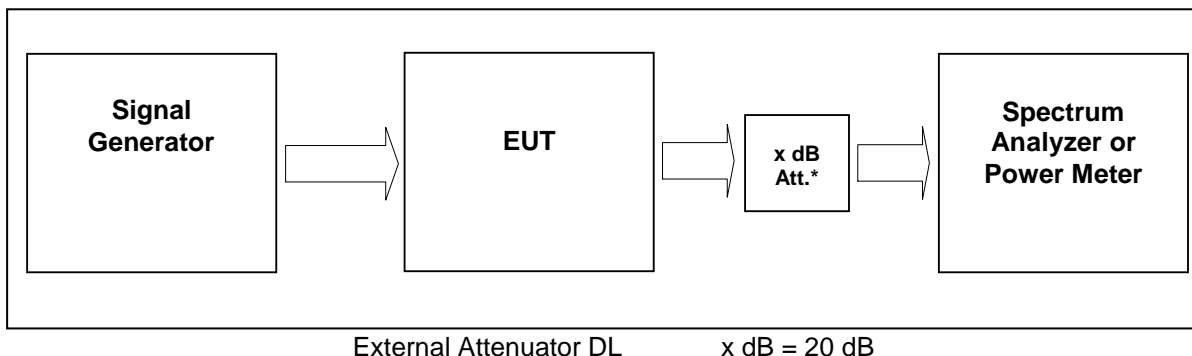 Signal
Generator
EUT
x dB
Att.*
Spectrum
Analyzer or
Power Meter
External Attenuator DL x dB = 20 dB